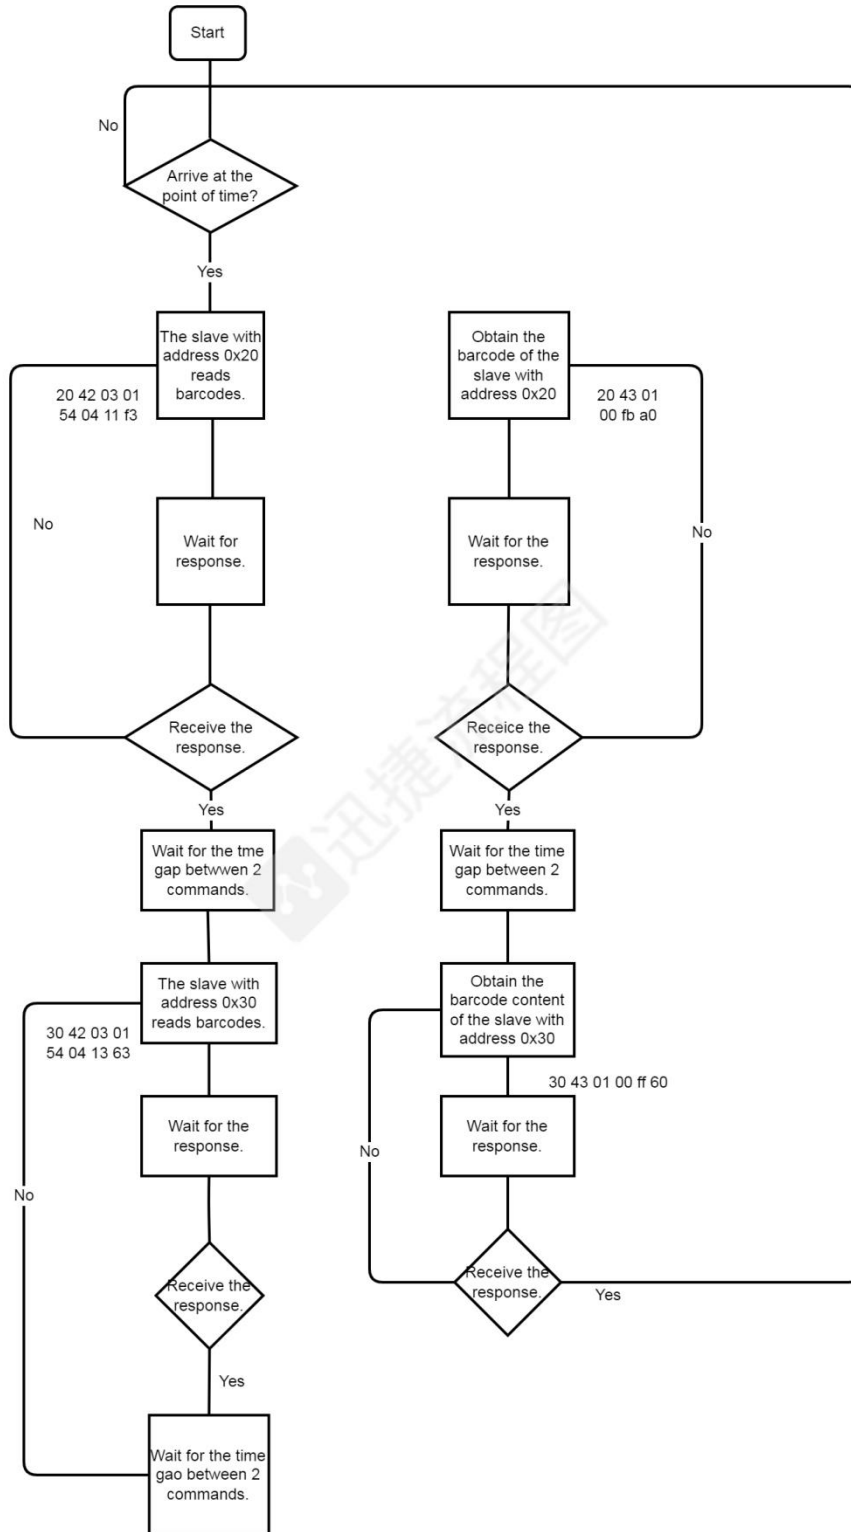 Start
No
Arrive at the
point of time?
Yes
The slave with
address 0x20
reads
barcodes.
20 42 03 01
54 04 11 f3
No
Wait for
response.
Receive the
response.
Yes
Wait for the tme
gap betwwen 2
commands.
The slave with
address 0x30
reads barcodes.
30 42 03 01
54 04 13 63
Wait for the
response.
No
Receive the
response.
Yes
Wait for the time
gao between 2
commands.
Obtain the
barcode of the
slave with
address 0x20
20 43 01
00 fb a0
Wait for the
response.
No
Receice the
response.
Yes
Wait for the time
gap between 2
commands.
Obtain the
barcode content
of the slave with
address 0x30
30 43 01 00 ff 60
Wait for the
response.
No
Receive the
response.
Yes
迅捷流程图